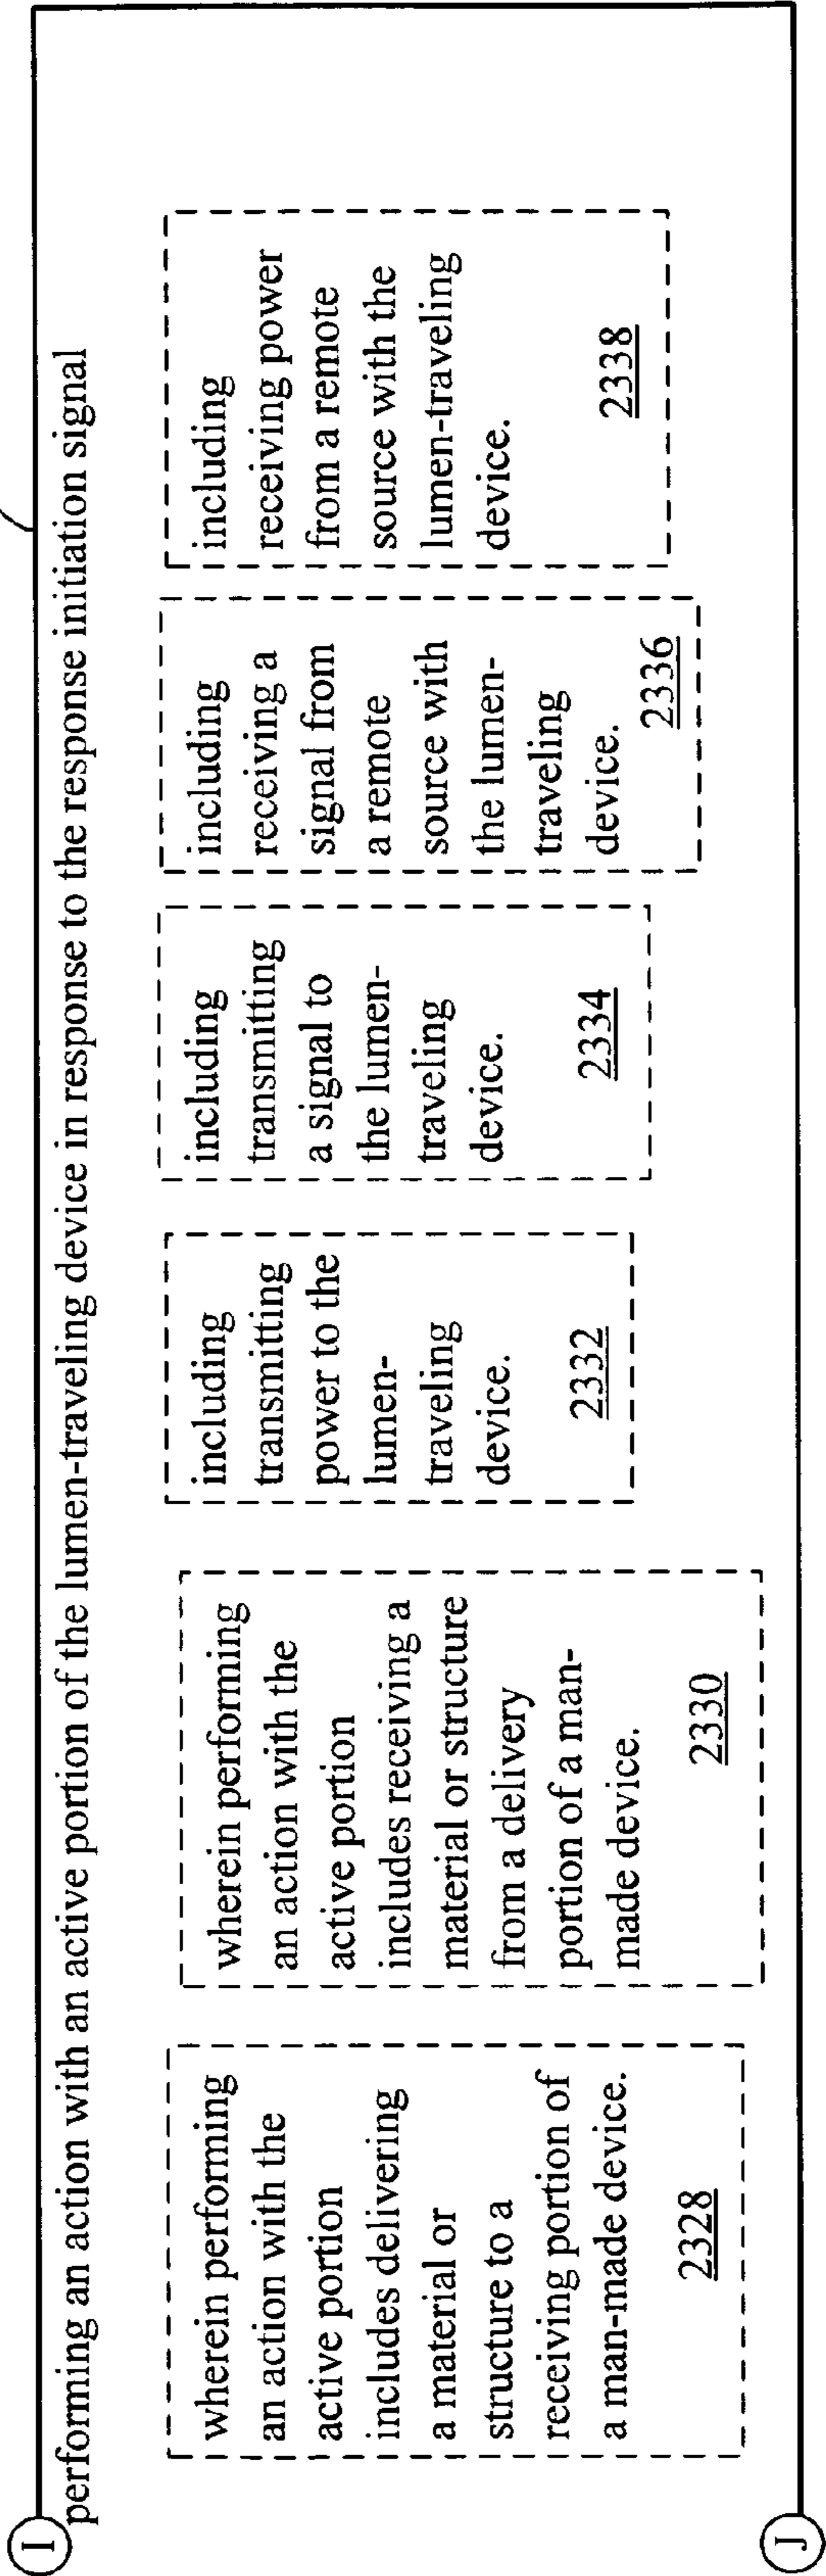 I
performing an action with an active portion of the lumen-traveling device in response to the response initiation signal
wherein performing
an action with the
active portion
includes delivering
a material or
structure to a
receiving portion of
a man-made device.
2328
wherein performing
an action with the
active portion
includes receiving a
material or structure
from a delivery
portion of a man-
made device.
2330
including
transmitting
power to the
lumen-
traveling
device.
2332
including
transmitting
a signal to
the lumen-
traveling
device.
2334
including
receiving a
signal from
a remote
source with
the lumen-
traveling
device.
2336
including
receiving power
from a remote
source with the
lumen-traveling
device.
2338
J